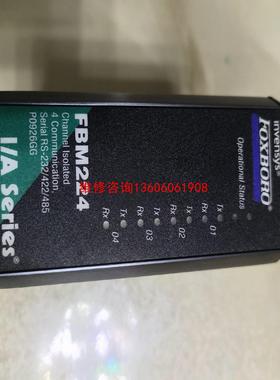 invensys
FOXBORO
Operational Status
Tx
01
Rx
Tx
02
Rx
Tx
03
Rx
Tx
04
Rx
FBM224
Channel Isolated
4 Communication,
Serial RS-232/422/485
P0926GG
I/A Series®
维修咨询13606061908